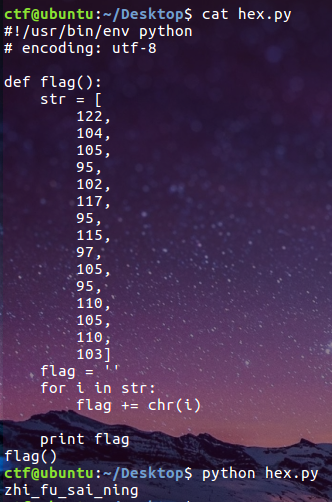 ctf@ubuntu:~/Desktop$ cat hex.py
#!/usr/bin/env python
# encoding: utf-8

def flag():
    str = [
        122,
        104,
        105,
        95,
        102,
        117,
        95,
        115,
        97,
        105,
        95,
        110,
        105,
        110,
        103]
    flag = ''
    for i in str:
        flag += chr(i)

    print flag
flag()
ctf@ubuntu:~/Desktop$ python hex.py
zhi_fu_sai_ning